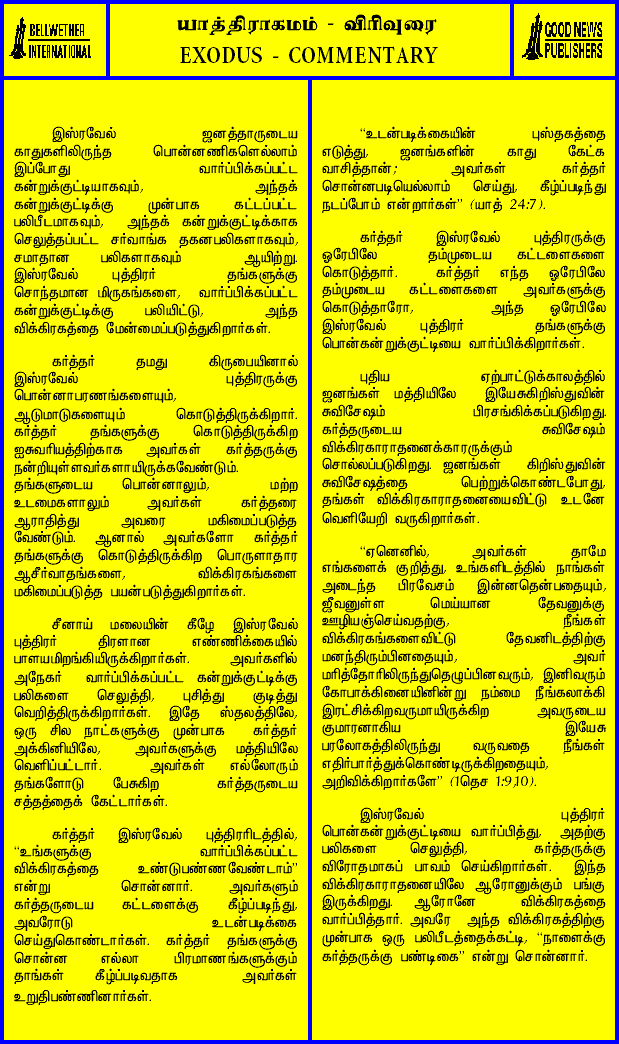 BELLWETHER
INTERNATIONAL
யாத்திராகமம் - விரிவுரை
EXODUS - COMMENTARY
GOOD NEWS
PUBLISHERS
இஸ்ரவேல் ஜனத்தாருடைய
காதுகளிலிருந்த பொன்னணிகளெல்லாம்
இப்போது வார்ப்பிக்கப்பட்ட
கன்றுக்குட்டியாகவும், அந்தக்
கன்றுக்குட்டிக்கு முன்பாக கட்டப்பட்ட
பலிபீடமாகவும், அந்தக் கன்றுக்குட்டிக்காக
செலுத்தப்பட்ட சர்வாங்க தகனபலிகளாகவும்,
சமாதான பலிகளாகவும் ஆயிற்று.
இஸ்ரவேல் புத்திரர் தங்களுக்கு
சொந்தமான மிருகங்களை, வார்ப்பிக்கப்பட்ட
கன்றுக்குட்டிக்கு பலியிட்டு, அந்த
விக்கிரகத்தை மேன்மைப்படுத்துகிறார்கள்.
கர்த்தர் தமது கிருபையினால்
இஸ்ரவேல் புத்திரருக்கு
பொன்னாபரணங்களையும்,
ஆடுமாடுகளையும் கொடுத்திருக்கிறார்.
கர்த்தர் தங்களுக்கு கொடுத்திருக்கிற
ஐசுவரியத்திற்காக அவர்கள் கர்த்தருக்கு
நன்றியுள்ளவர்களாயிருக்கவேண்டும்.
தங்களுடைய பொன்னாலும், மற்ற
உடமைகளாலும் அவர்கள் கர்த்தரை
ஆராதித்து அவரை மகிமைப்படுத்த
வேண்டும். ஆனால் அவர்களோ கர்த்தர்
தங்களுக்கு கொடுத்திருக்கிற பொருளாதார
ஆசீர்வாதங்களை, விக்கிரகங்களை
மகிமைப்படுத்த பயன்படுத்துகிறார்கள்.
சீனாய் மலையின் கீழே இஸ்ரவேல்
புத்திரர் திரளான எண்ணிக்கையில்
பாளயமிறங்கியிருக்கிறார்கள். அவர்களில்
அநேகர் வார்ப்பிக்கப்பட்ட கன்றுக்குட்டிக்கு
பலிகளை செலுத்தி, புசித்து குடித்து
வெறித்திருக்கிறார்கள். இதே ஸ்தலத்திலே,
ஒரு சில நாட்களுக்கு முன்பாக கர்த்தர்
அக்கினியிலே, அவர்களுக்கு மத்தியிலே
வெளிப்பட்டார். அவர்கள் எல்லோரும்
தங்களோடு பேசுகிற கர்த்தருடைய
சத்தத்தைக் கேட்டார்கள்.
கர்த்தர் இஸ்ரவேல் புத்திரரிடத்தில்,
“உங்களுக்கு வார்ப்பிக்கப்பட்ட
விக்கிரகத்தை உண்டுபண்ணவேண்டாம்”
என்று சொன்னார். அவர்களும்
கர்த்தருடைய கட்டளைக்கு கீழ்ப்படிந்து,
அவரோடு உடன்படிக்கை
செய்துகொண்டார்கள். கர்த்தர் தங்களுக்கு
சொன்ன எல்லா பிரமாணங்களுக்கும்
தாங்கள் கீழ்ப்படிவதாக அவர்கள்
உறுதிபண்ணினார்கள்.
“உடன்படிக்கையின் புஸ்தகத்தை
எடுத்து, ஜனங்களின் காது கேட்க
வாசித்தான்; அவர்கள் கர்த்தர்
சொன்னபடியெல்லாம் செய்து, கீழ்ப்படிந்து
நடப்போம் என்றார்கள்” (யாத் 24:7).
கர்த்தர் இஸ்ரவேல் புத்திரருக்கு
ஓரேபிலே தம்முடைய கட்டளைகளை
கொடுத்தார். கர்த்தர் எந்த ஓரேபிலே
தம்முடைய கட்டளைகளை அவர்களுக்கு
கொடுத்தாரோ, அந்த ஓரேபிலே
இஸ்ரவேல் புத்திரர் தங்களுக்கு
பொன்கன்றுக்குட்டியை வார்ப்பிக்கிறார்கள்.
புதிய ஏற்பாட்டுக்காலத்தில்
ஜனங்கள் மத்தியிலே இயேசுகிறிஸ்துவின்
சுவிசேஷம் பிரசங்கிக்கப்படுகிறது.
கர்த்தருடைய சுவிசேஷம்
விக்கிரகாராதனைக்காரருக்கும்
சொல்லப்படுகிறது. ஜனங்கள் கிறிஸ்துவின்
சுவிசேஷத்தை பெற்றுக்கொண்டபோது,
தங்கள் விக்கிரகாராதனையைவிட்டு உடனே
வெளியேறி வருகிறார்கள்.
“ஏனெனில், அவர்கள் தாமே
எங்களைக் குறித்து, உங்களிடத்தில் நாங்கள்
அடைந்த பிரவேசம் இன்னதென்பதையும்,
ஜீவனுள்ள மெய்யான தேவனுக்கு
ஊழியஞ்செய்வதற்கு, நீங்கள்
விக்கிரகங்களைவிட்டு தேவனிடத்திற்கு
மனந்திரும்பினதையும், அவர்
மரித்தோரிலிருந்தெழுப்பினவரும், இனிவரும்
கோபாக்கினையினின்று நம்மை நீங்கலாக்கி
இரட்சிக்கிறவருமாயிருக்கிற அவருடைய
குமாரனாகிய இயேசு
பரலோகத்திலிருந்து வருவதை நீங்கள்
எதிர்பார்த்துக்கொண்டிருக்கிறதையும்,
அறிவிக்கிறார்களே” (1தெச 1:9,10).
இஸ்ரவேல் புத்திரர்
பொன்கன்றுக்குட்டியை வார்ப்பித்து, அதற்கு
பலிகளை செலுத்தி, கர்த்தருக்கு
விரோதமாகப் பாவம் செய்கிறார்கள். இந்த
விக்கிரகாராதனையிலே ஆரோனுக்கும் பங்கு
இருக்கிறது. ஆரோனே விக்கிரகத்தை
வார்ப்பித்தார். அவரே அந்த விக்கிரகத்திற்கு
முன்பாக ஒரு பலிபீடத்தைக்கட்டி, “நாளைக்கு
கர்த்தருக்கு பண்டிகை” என்று சொன்னார்.